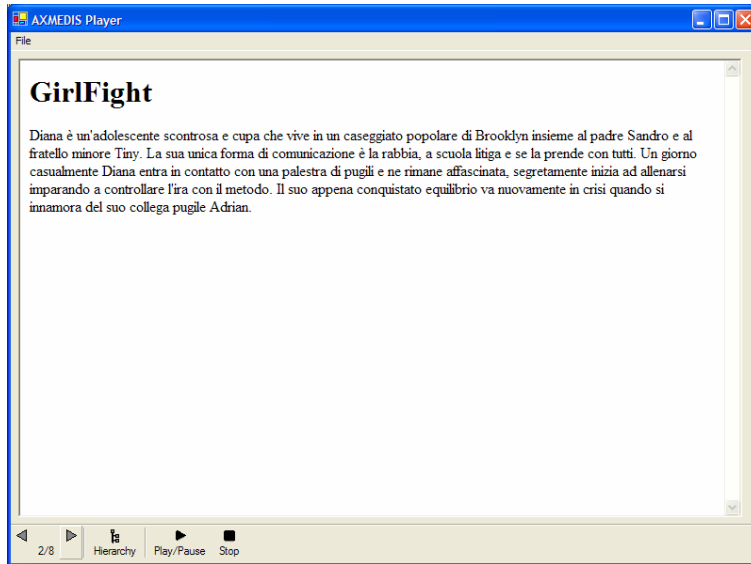 AXMEDIS Player
File
GirlFight
Diana è un'adolescente scontrosa e cupa che vive in un caseggiato popolare di Brooklyn insieme al padre Sandro e al
fratello minore Tiny. La sua unica forma di comunicazione è la rabbia, a scuola litiga e se la prende con tutti. Un giorno
casualmente Diana entra in contatto con una palestra di pugili e ne rimane affascinata, segretamente inizia ad allenarsi
imparando a controllare l'ira con il metodo. Il suo appena conquistato equilibrio va nuovamente in crisi quando si
innamora del suo collega pugile Adrian.
2/8 Hierarchy Play/Pause Stop